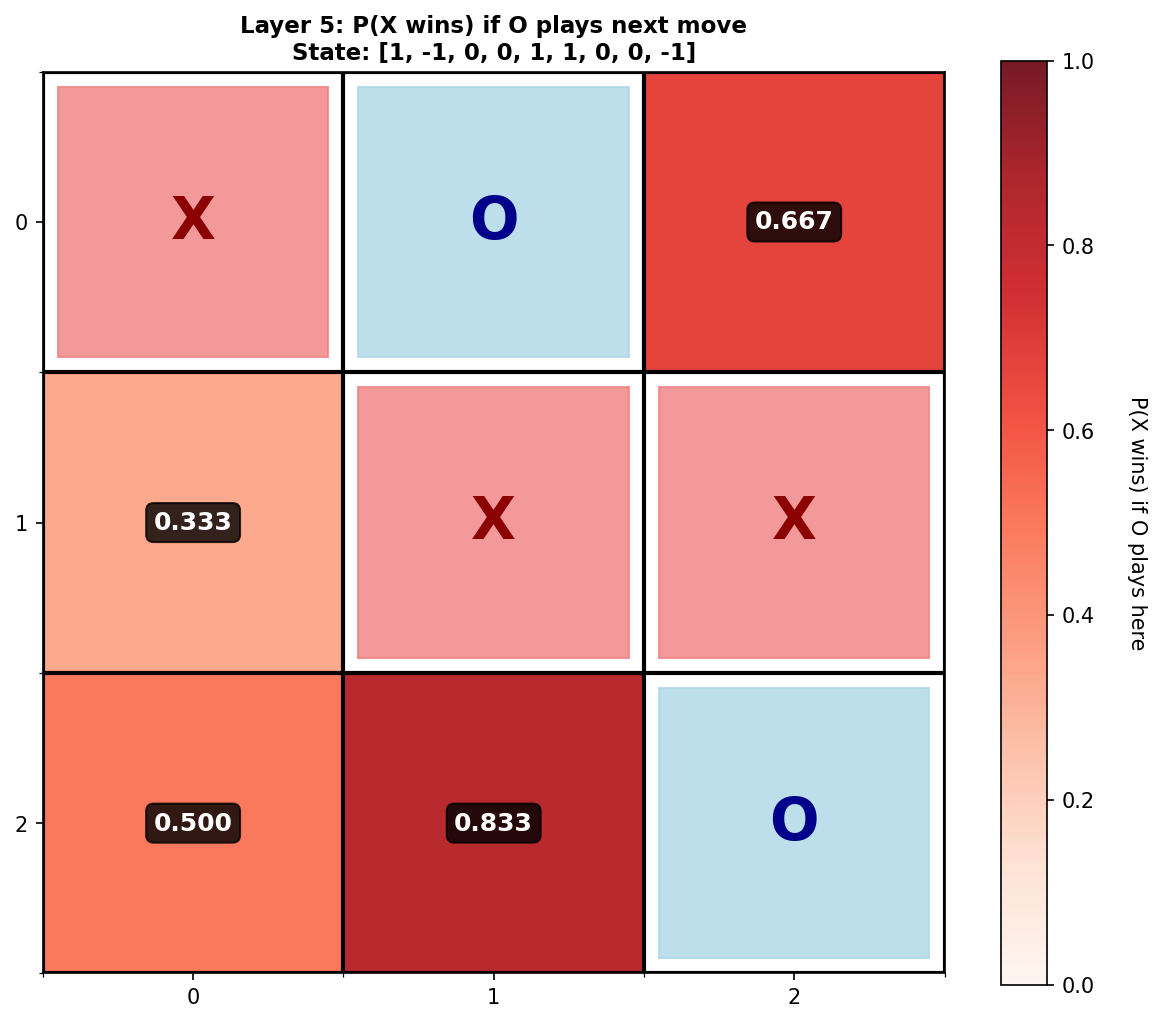 Layer 5: P(X wins) if O plays next move
State: [1, -1, 0, 0, 1, 1, 0, 0, -1]
X
O
0.667
0.333
X
X
0.500
0.833
O
0
1
2
0
1
2
1.0
0.8
0.6
0.4
0.2
0.0
P(X wins) if O plays here